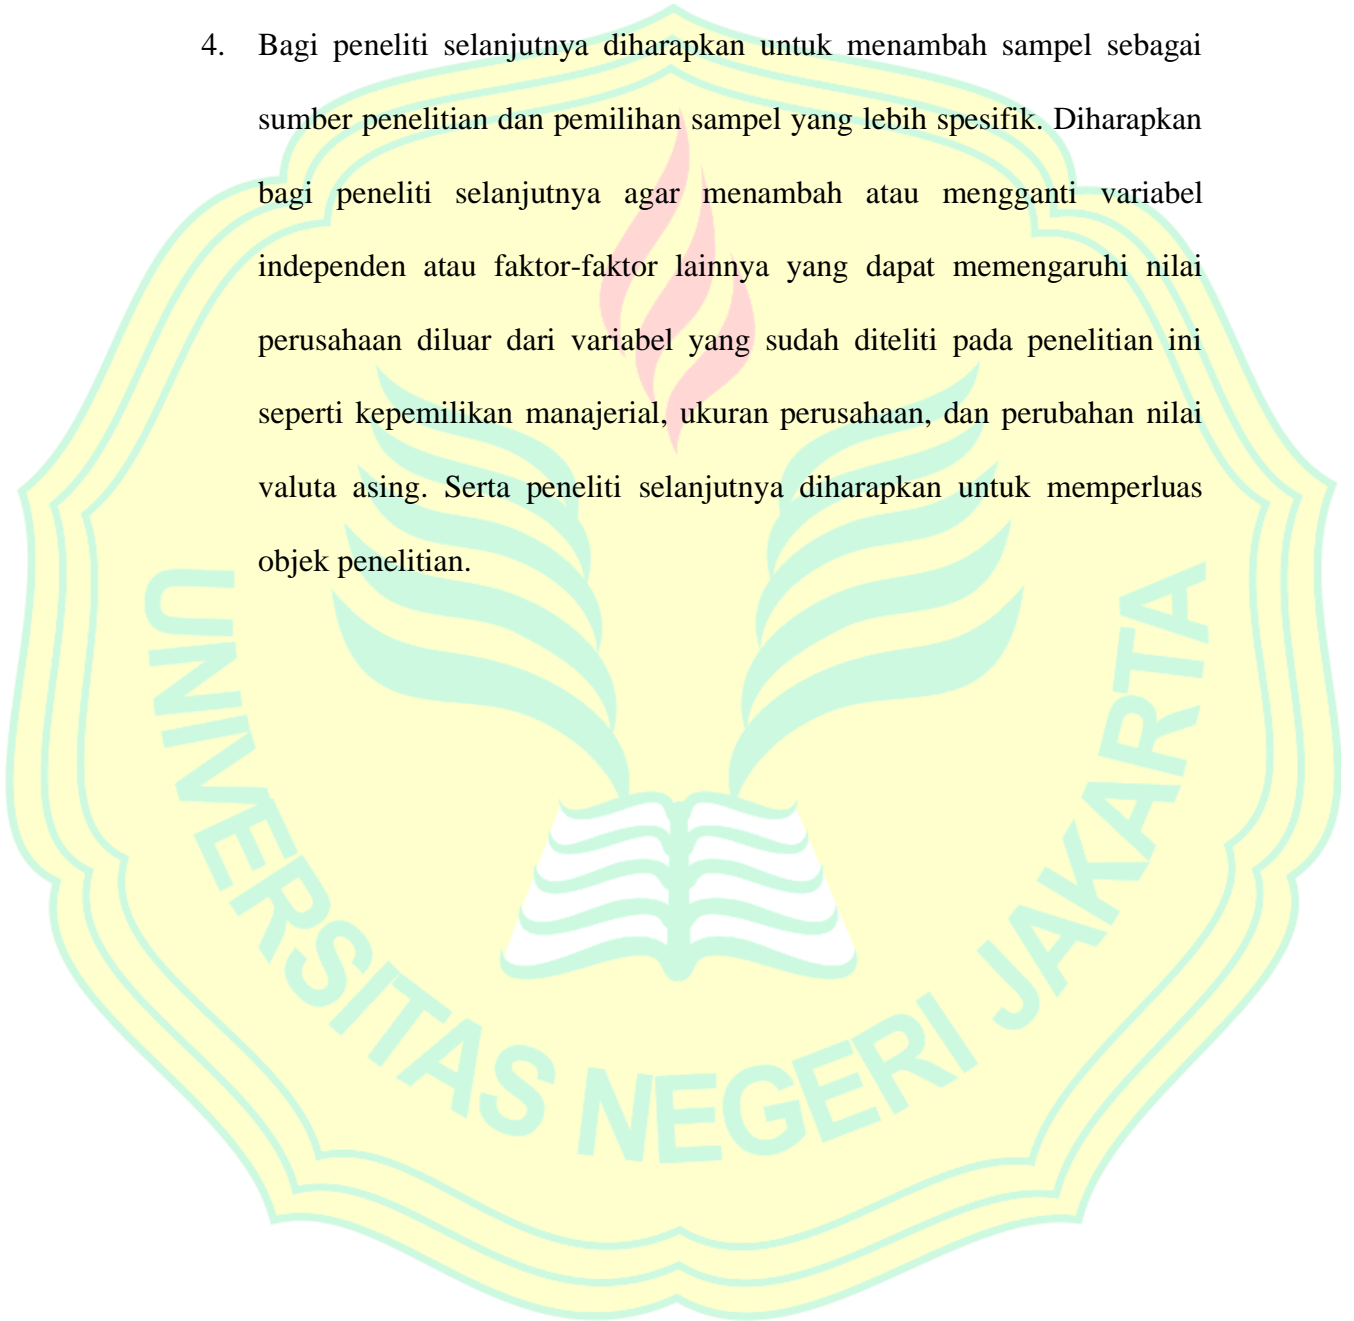 4. Bagi peneliti selanjutnya diharapkan untuk menambah sampel sebagai
sumber penelitian dan pemilihan sampel yang lebih spesifik. Diharapkan
bagi peneliti selanjutnya agar menambah atau mengganti variabel
independen atau faktor-faktor lainnya yang dapat memengaruhi nilai
perusahaan diluar dari variabel yang sudah diteliti pada penelitian ini
seperti kepemilikan manajerial, ukuran perusahaan, dan perubahan nilai
valuta asing. Serta peneliti selanjutnya diharapkan untuk memperluas
objek penelitian.
UNIVERSITAS NEGERI JAKARTA